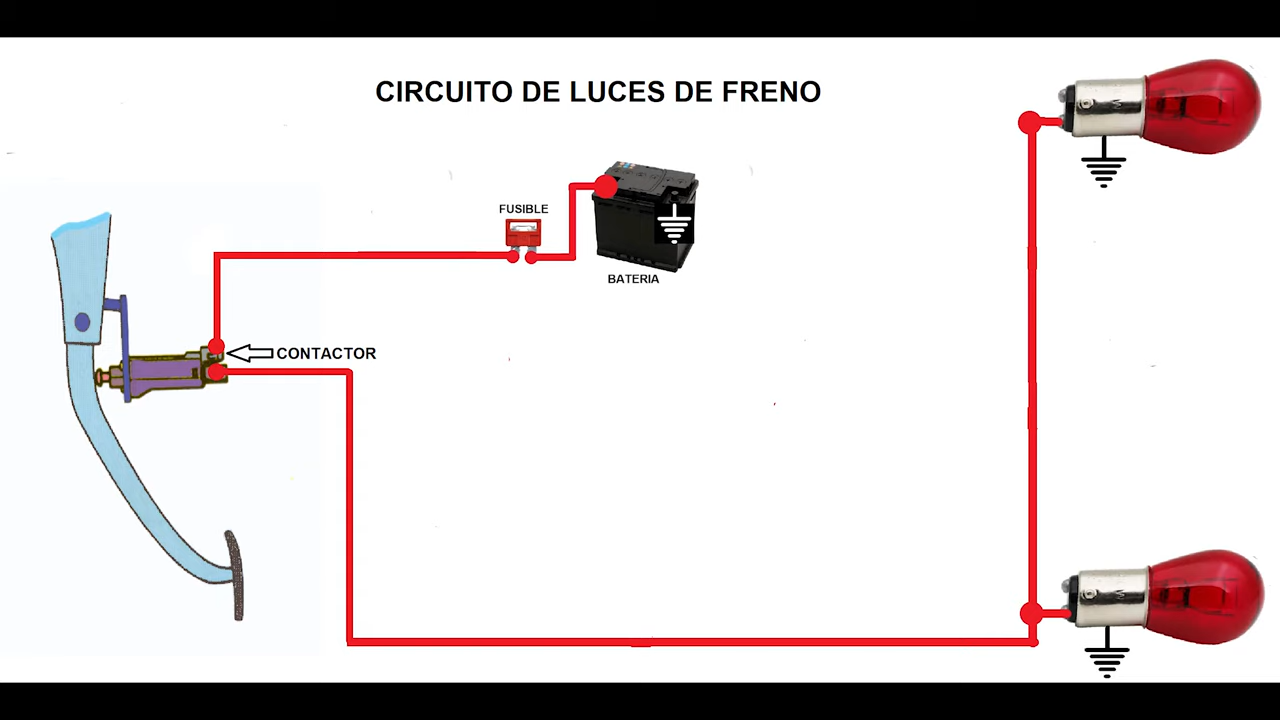 CIRCUITO DE LUCES DE FRENO
FUSIBLE
BATERIA
CONTACTOR